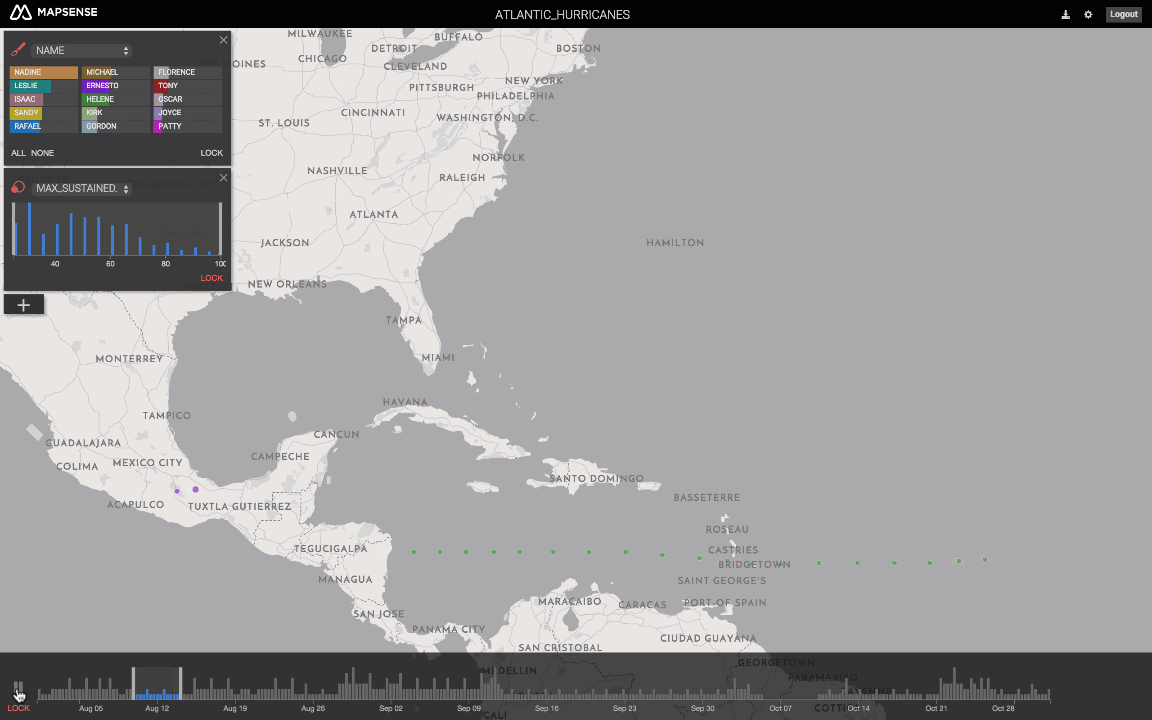 MAPSENSE
ATLANTIC_HURRICANES
Logout
NAME
NADINE MICHAEL FLORENCE
LESLIE ERNESTO TONY
ISAAC HELENE OSCAR
SANDY KIRK JOYCE
RAFAEL GORDON PATTY
ALL NONE LOCK
MAX_SUSTAINED.
40 60 80 100
LOCK
+
MILWAUKEE
BUFFALO
DETROIT
BOSTON
CHICAGO
OINES
CLEVELAND
NEW YORK
PITTSBURGH
PHILADELPHIA
CINCINNATI
WASHINGTON, D.C.
ST. LOUIS
NORFOLK
NASHVILLE
RALEIGH
ATLANTA
JACKSON
HAMILTON
NEW ORLEANS
TAMPA
MONTERREY
MIAMI
HAVANA
TAMPICO
CANCUN
GUADALAJARA
CAMPECHE
COLIMA
MEXICO CITY
SANTO DOMINGO
BASSETERRE
ACAPULCO
TUXTLA GUTIERREZ
ROSEAU
TEGUCIGALPA
CASTRIES
BRIDGETOWN
MANAGUA
SAINT GEORGE'S
MARACAIBO
CARACAS
PORT-OF-SPAIN
SAN JOSE
PANAMA CITY
CIUDAD GUAYANA
SAN CRISTOBAL
GEORGETOWN
MEDELLIN
PARAMARIBO
CAYENNE
CALI
LOCK
Aug 05 Aug 12 Aug 19 Aug 26 Sep 02 Sep 09 Sep 16 Sep 23 Sep 30 Oct 07 Oct 14 Oct 21 Oct 28